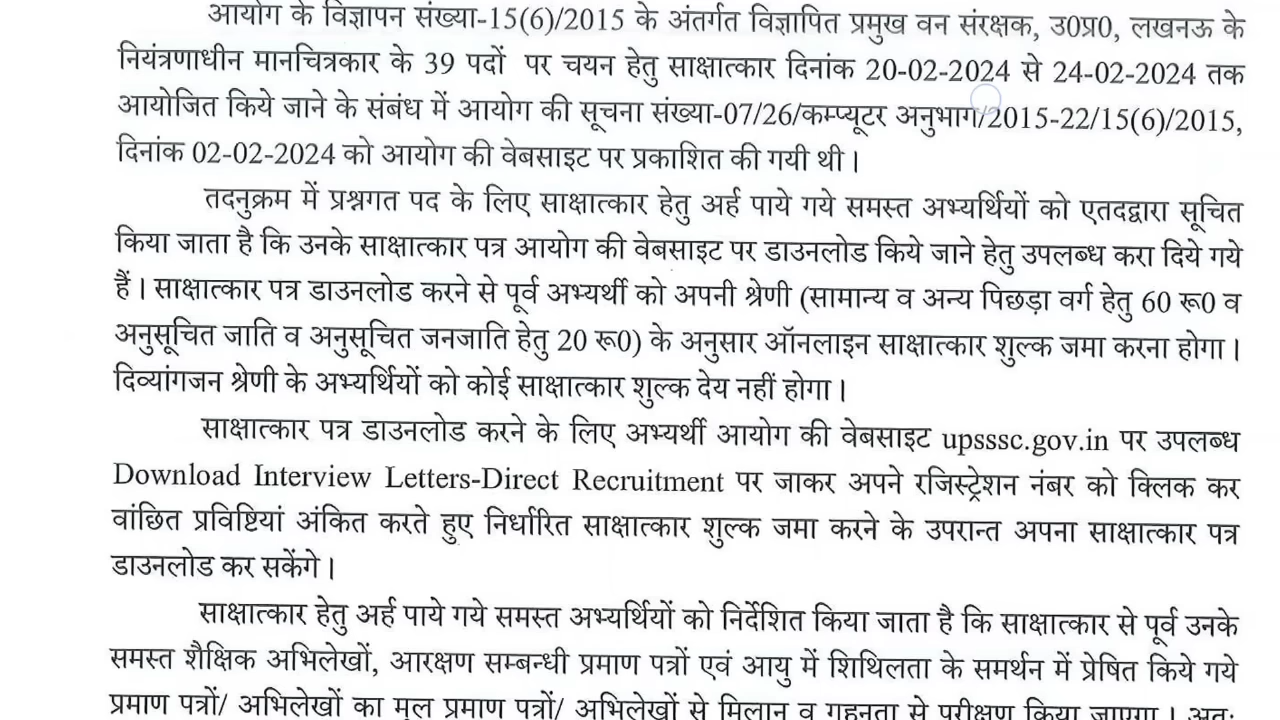 आयोग के विज्ञापन संख्या-15(6)/2015 के अंतर्गत विज्ञापित प्रमुख वन संरक्षक, उ0प्र0, लखनऊ के
नियंत्रणाधीन मानचित्रकार के 39 पदों पर चयन हेतु साक्षात्कार दिनांक 20-02-2024 से 24-02-2024 तक
आयोजित किये जाने के संबंध में आयोग की सूचना संख्या-07/26/कम्प्यूटर अनुभाग/2015-22/15(6)/2015,
दिनांक 02-02-2024 को आयोग की वेबसाइट पर प्रकाशित की गयी थी।
तदनुक्रम में प्रश्नगत पद के लिए साक्षात्कार हेतु अर्ह पाये गये समस्त अभ्यर्थियों को एतदद्वारा सूचित
किया जाता है कि उनके साक्षात्कार पत्र आयोग की वेबसाइट पर डाउनलोड किये जाने हेतु उपलब्ध करा दिये गये
हैं। साक्षात्कार पत्र डाउनलोड करने से पूर्व अभ्यर्थी को अपनी श्रेणी (सामान्य व अन्य पिछड़ा वर्ग हेतु 60 रू0 व
अनुसूचित जाति व अनुसूचित जनजाति हेतु 20 रू0) के अनुसार ऑनलाइन साक्षात्कार शुल्क जमा करना होगा।
दिव्यांगजन श्रेणी के अभ्यर्थियों को कोई साक्षात्कार शुल्क देय नहीं होगा।
साक्षात्कार पत्र डाउनलोड करने के लिए अभ्यर्थी आयोग की वेबसाइट upsssc.gov.in पर उपलब्ध
Download Interview Letters-Direct Recruitment पर जाकर अपने रजिस्ट्रेशन नंबर को क्लिक कर
वांछित प्रविष्टियां अंकित करते हुए निर्धारित साक्षात्कार शुल्क जमा करने के उपरान्त अपना साक्षात्कार पत्र
डाउनलोड कर सकेंगे।
साक्षात्कार हेतु अर्ह पाये गये समस्त अभ्यर्थियों को निर्देशित किया जाता है कि साक्षात्कार से पूर्व उनके
समस्त शैक्षिक अभिलेखों, आरक्षण सम्बन्धी प्रमाण पत्रों एवं आयु में शिथिलता के समर्थन में प्रेषित किये गये
प्रमाण पत्रों/ अभिलेखों का मूल प्रमाण पत्रों/ अभिलेखों से मिलान व गहनता से परीक्षण किया जाएगा। अतः